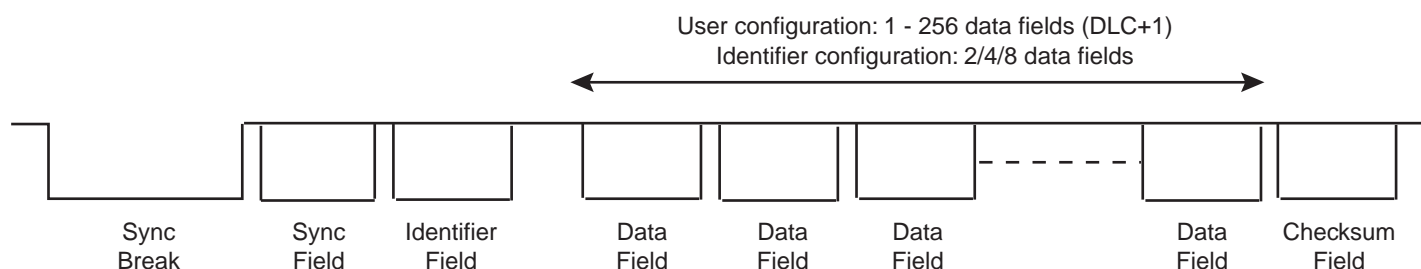 User configuration: 1 - 256 data fields (DLC+1)
Identifier configuration: 2/4/8 data fields
Sync
Break
Sync
Field
Identifier
Field
Data
Field
Data
Field
Data
Field
Data
Field
Checksum
Field